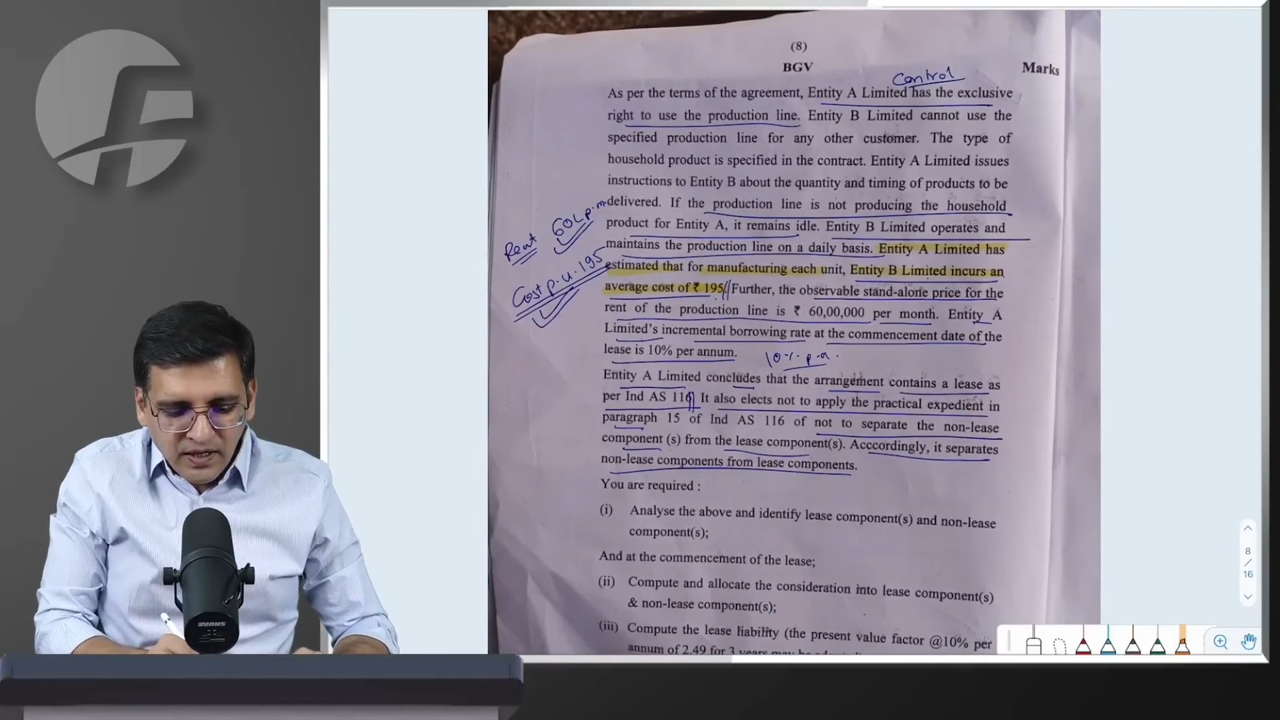 (8)
BGV
Marks
Control
As per the terms of the agreement, Entity A Limited has the exclusive
right to use the production line. Entity B Limited cannot use the
specified production line for any other customer. The type of
household product is specified in the contract. Entity A Limited issues
instructions to Entity B about the quantity and timing of products to be
delivered. If the production line is not producing the household
product for Entity A, it remains idle. Entity B Limited operates and
maintains the production line on a daily basis. Entity A Limited has
estimated that for manufacturing each unit, Entity B Limited incurs an
average cost of ₹ 195. Further, the observable stand-alone price for the
rent of the production line is ₹ 60,00,000 per month. Entity A
Limited's incremental borrowing rate at the commencement date of the
lease is 10% per annum.
Rent 60L p.m
Cost p.u. 195
10% p.a.
Entity A Limited concludes that the arrangement contains a lease as
per Ind AS 116. It also elects not to apply the practical expedient in
paragraph 15 of Ind AS 116 of not to separate the non-lease
component (s) from the lease component(s). Acccordingly, it separates
non-lease components from lease components.
You are required :
(i) Analyse the above and identify lease component(s) and non-lease
component(s);
And at the commencement of the lease;
(ii) Compute and allocate the consideration into lease component(s)
& non-lease component(s);
(iii) Compute the lease liability (the present value factor @10% per
annum of 2.49 for 3 years may be
8
/
16